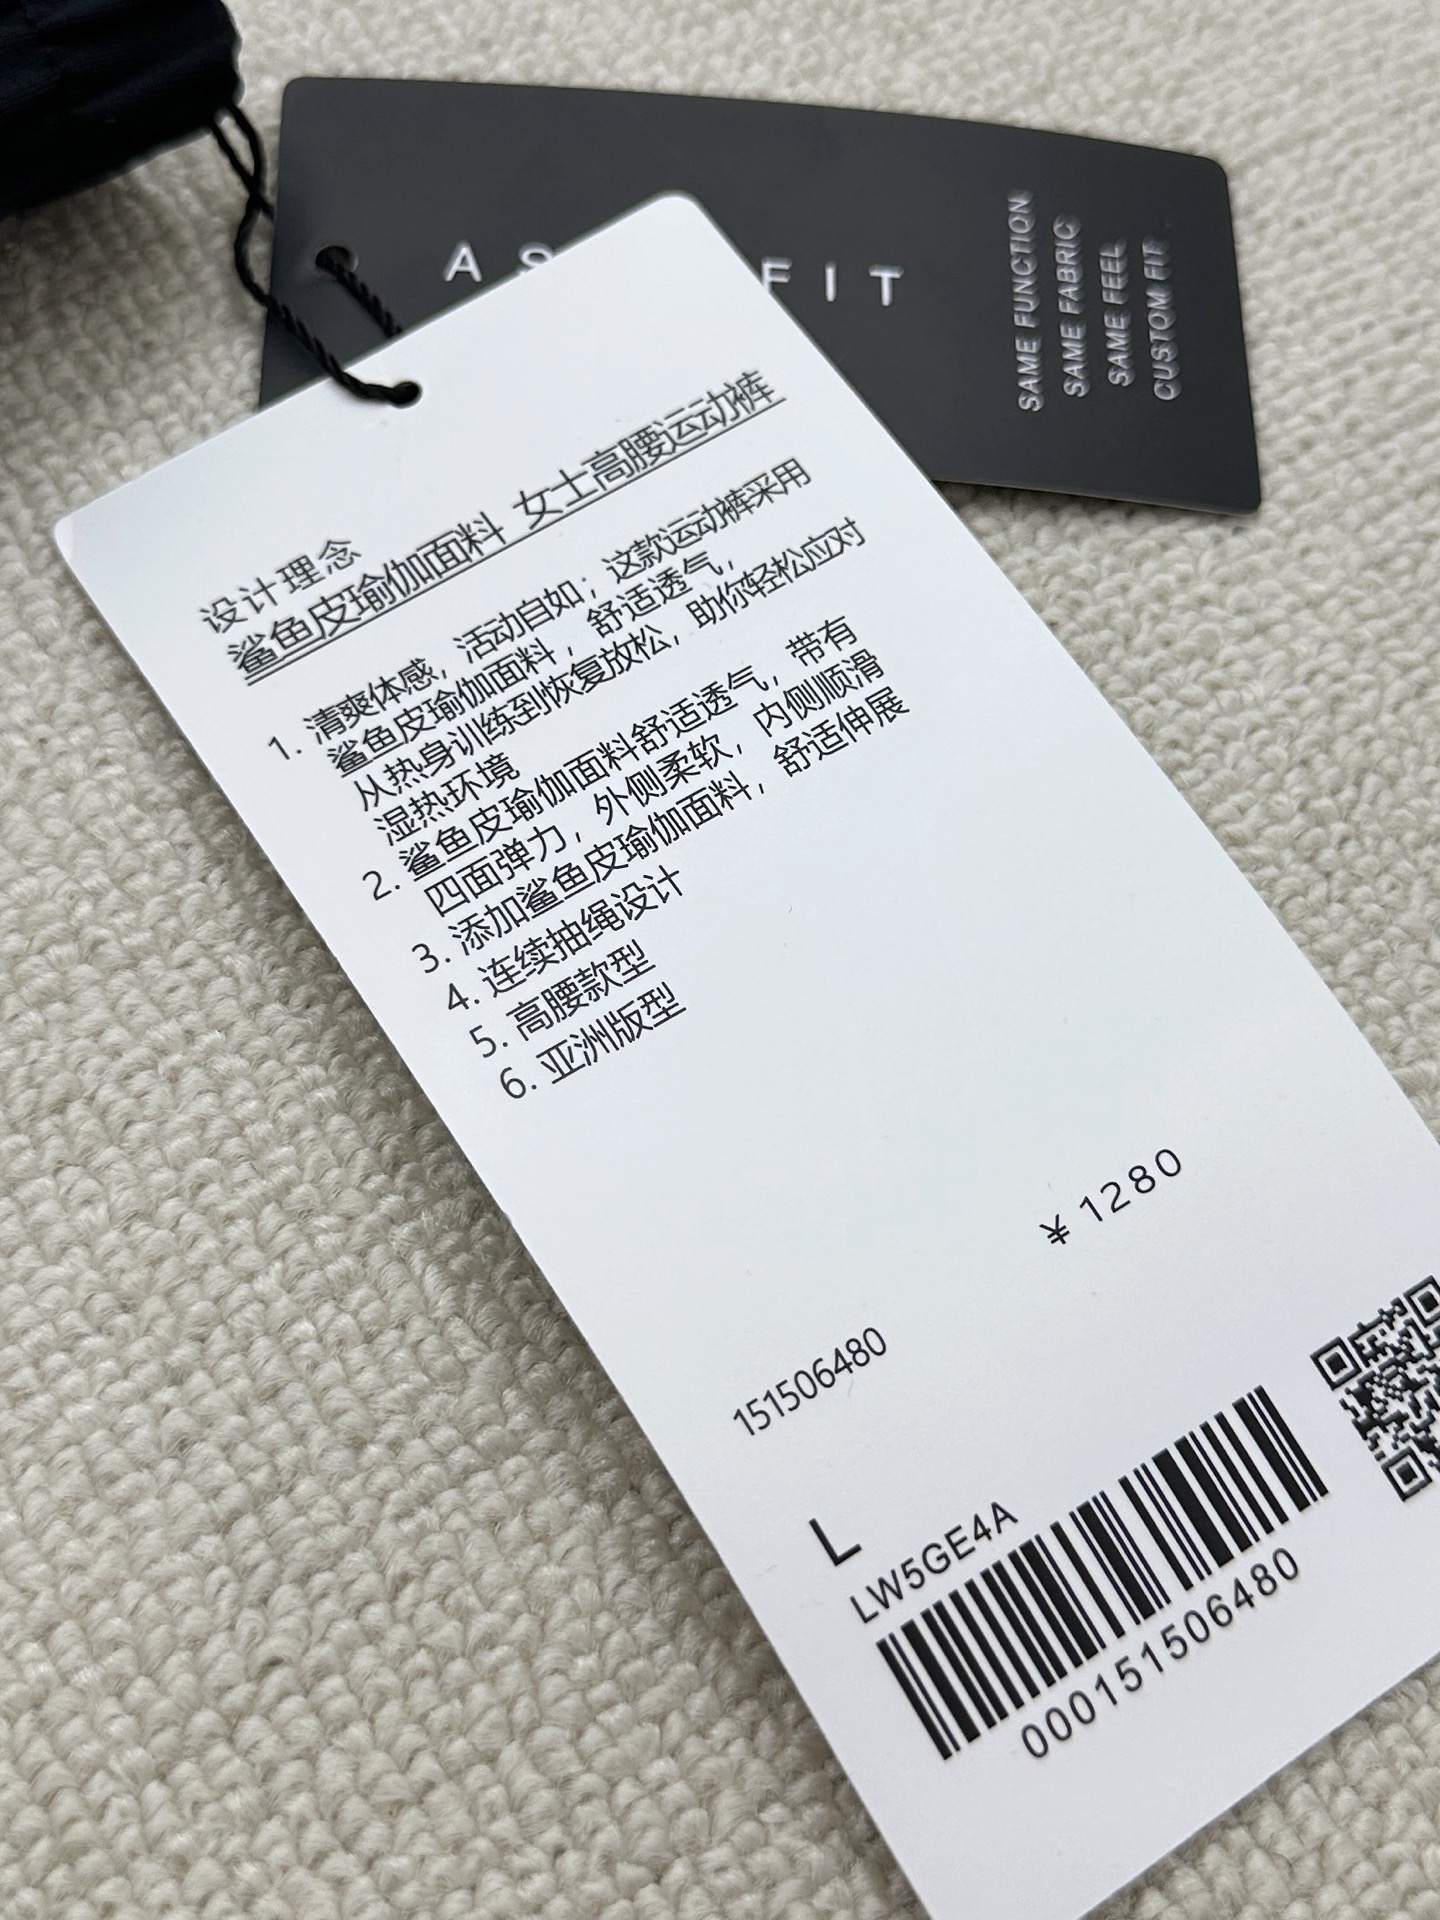 FIT
SAME FUNCTION
SAME FABRIC
SAME FEEL
CUSTOM FIT
设计理念
鲨鱼皮瑜伽面料 女士高腰运动裤
1. 清爽体感，活动自如；这款运动裤采用
鲨鱼皮瑜伽面料，舒适透气，
从热身训练到恢复放松，助你轻松应对
湿热环境
2. 鲨鱼皮瑜伽面料舒适透气，带有
四面弹力，外侧柔软，内侧顺滑
3. 添加鲨鱼皮瑜伽面料，舒适伸展
4. 连续抽绳设计
5. 高腰款型
6. 亚洲版型
¥ 1280
151506480
L
LW5GE4A
000151506480